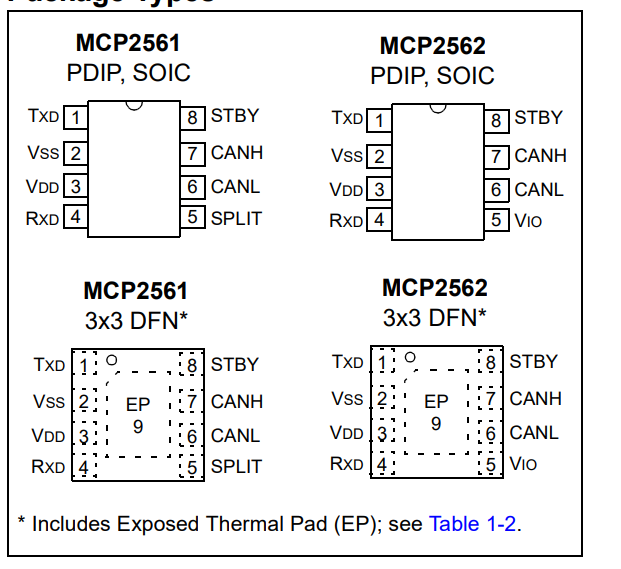 MCP2561
PDIP, SOIC
TXD 1
8 STBY
VSS 2
7 CANH
VDD 3
6 CANL
RXD 4
5 SPLIT
MCP2562
PDIP, SOIC
TXD 1
8 STBY
VSS 2
7 CANH
VDD 3
6 CANL
RXD 4
5 VIO
MCP2561
3x3 DFN*
TXD 1
8 STBY
VSS 2
7 CANH
VDD 3
6 CANL
RXD 4
5 SPLIT
EP
9
MCP2562
3x3 DFN*
TXD 1
8 STBY
VSS 2
7 CANH
VDD 3
6 CANL
RXD 4
5 VIO
EP
9
* Includes Exposed Thermal Pad (EP); see Table 1-2.